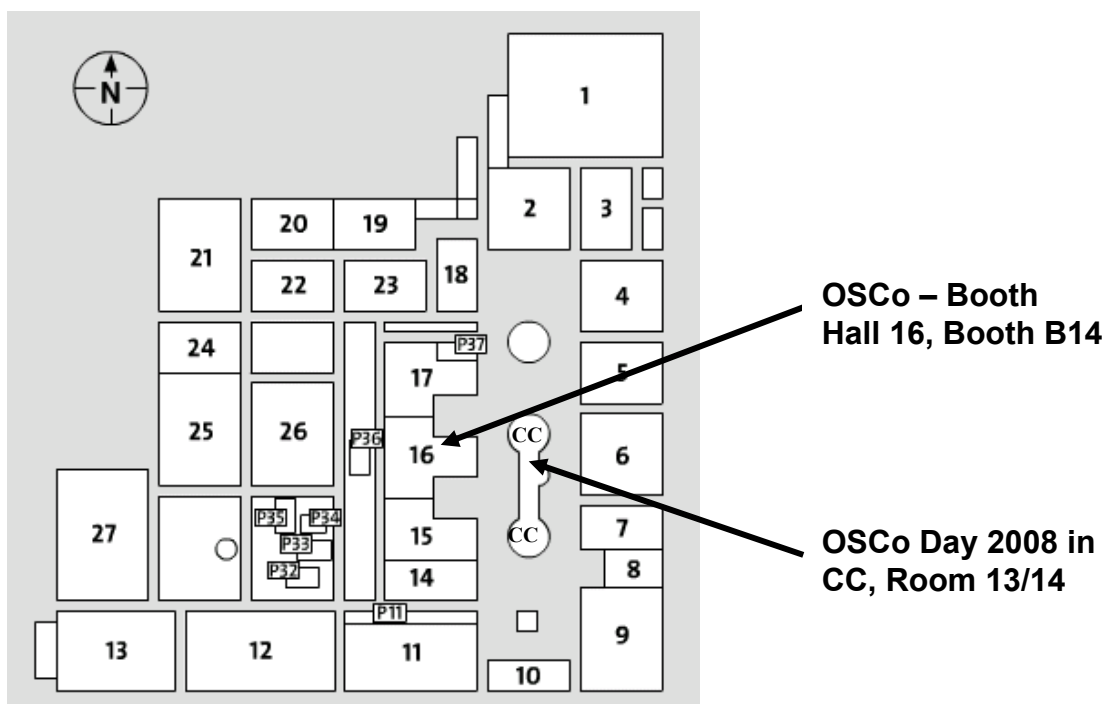 N
1
2
3
20
19
21
18
22
23
4
OSCo – Booth
Hall 16, Booth B14
24
P37
17
5
25
26
P36
16
CC
6
27
P35
P34
P33
P32
15
CC
7
OSCo Day 2008 in
CC, Room 13/14
14
8
P11
13
12
11
9
10